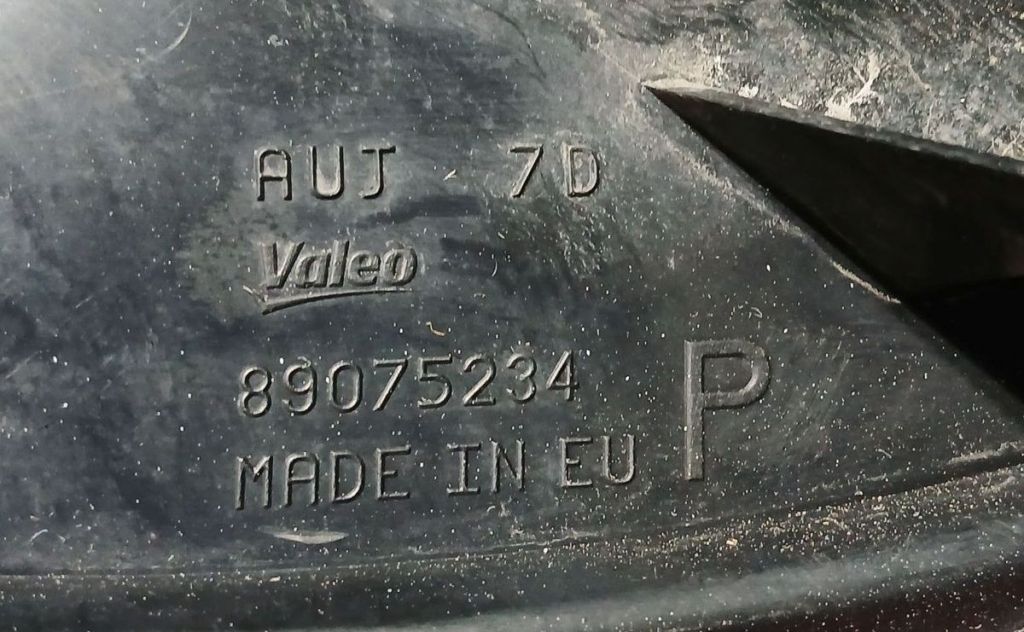 AUJ - 7D
Valeo
89075234
MADE IN EU
P